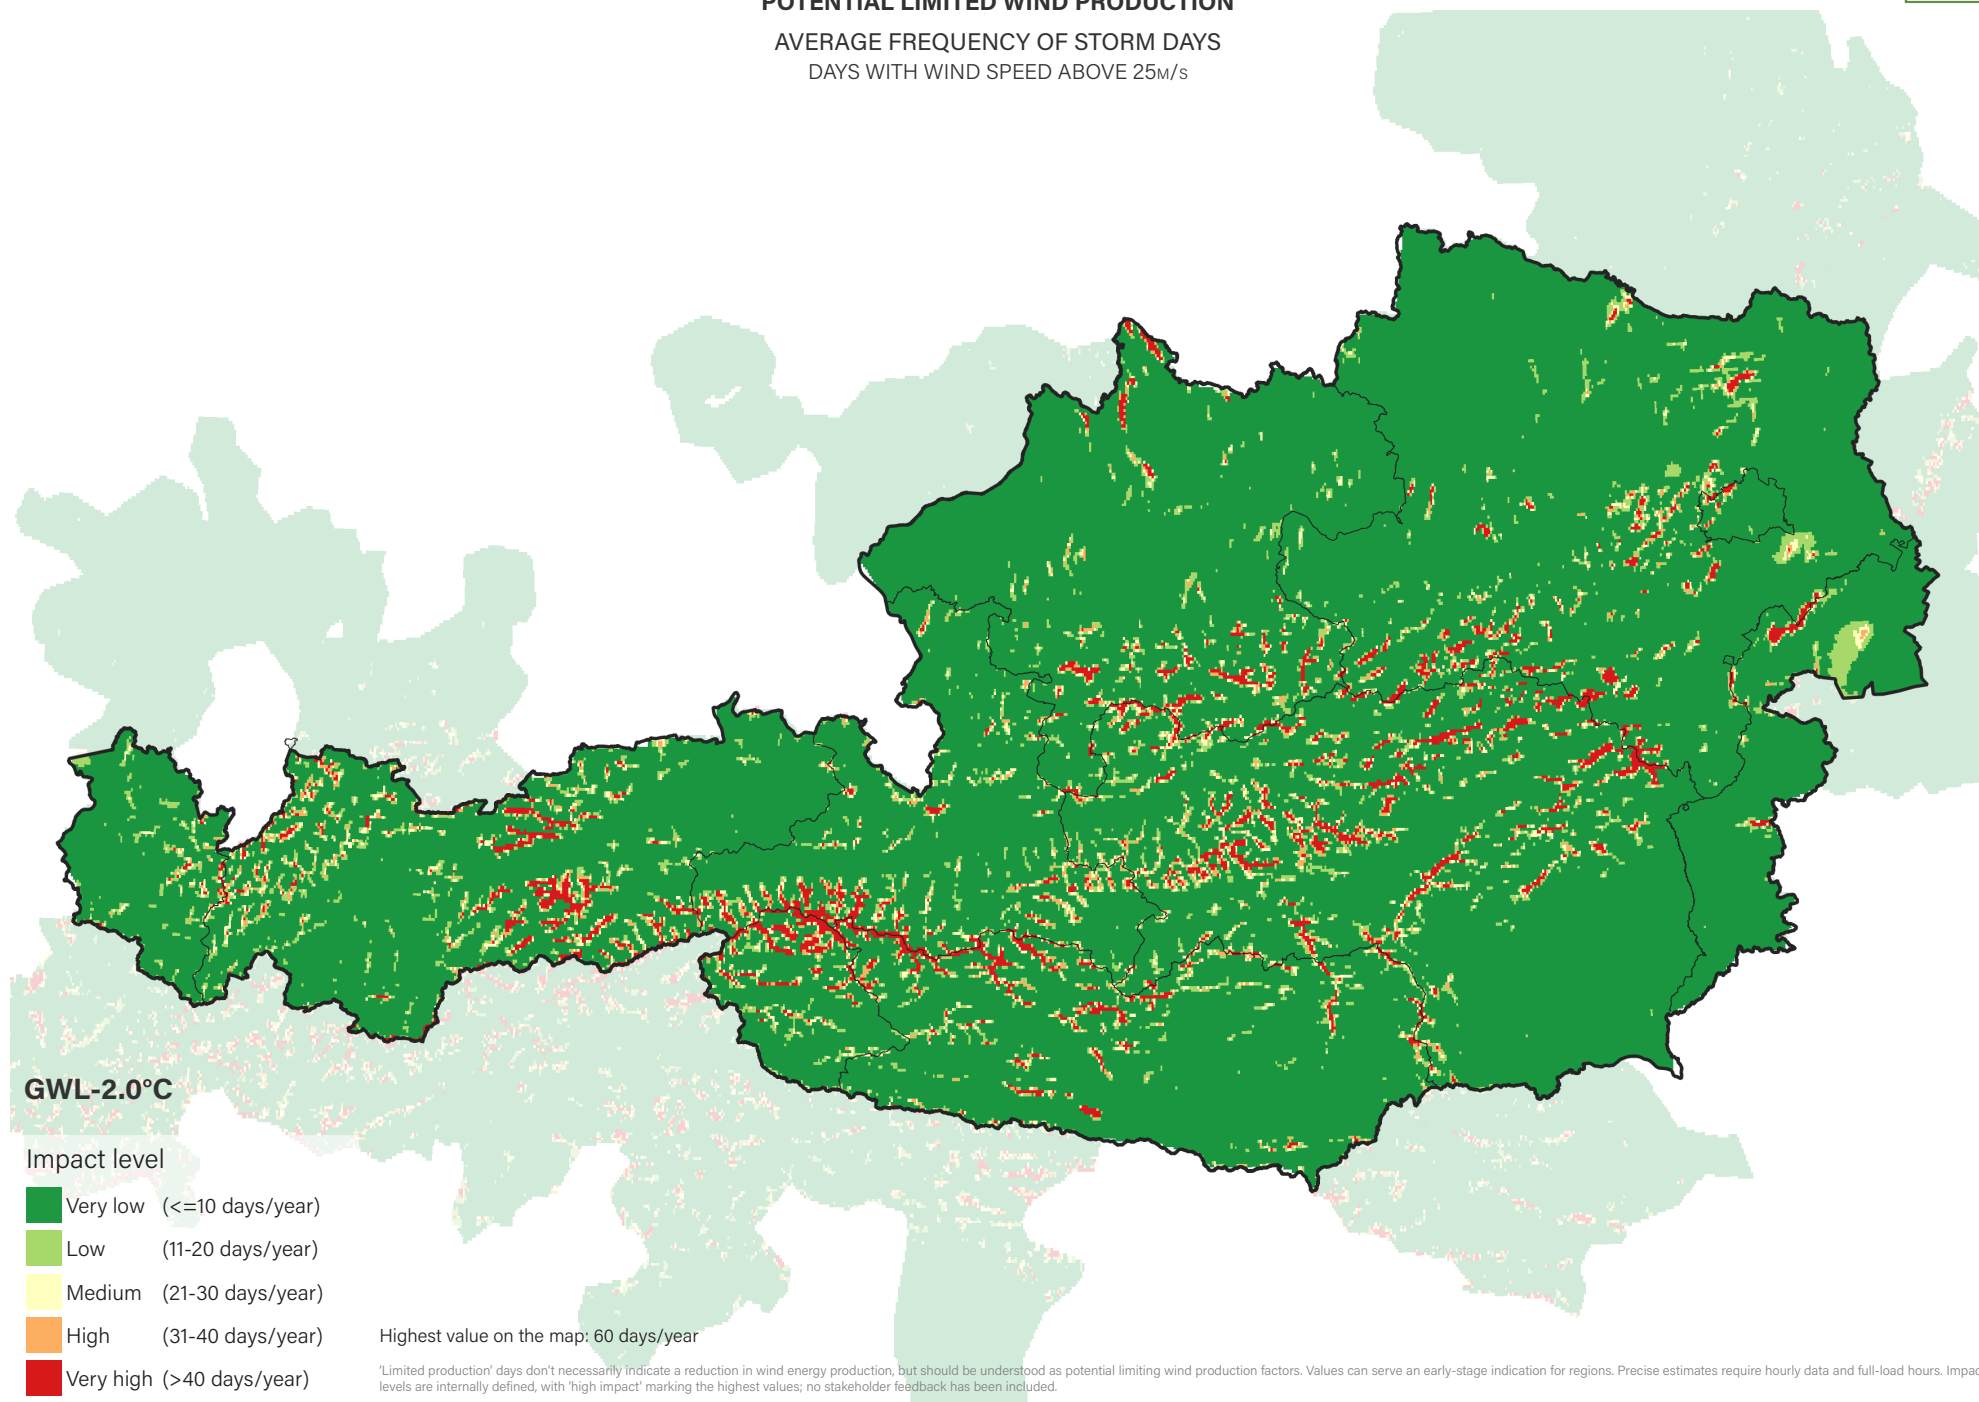 POTENTIAL LIMITED WIND PRODUCTION
AVERAGE FREQUENCY OF STORM DAYS
DAYS WITH WIND SPEED ABOVE 25M/S
GWL-2.0°C
Impact level
Very low (<=10 days/year)
Low (11-20 days/year)
Medium (21-30 days/year)
High (31-40 days/year)
Very high (>40 days/year)
Highest value on the map: 60 days/year
'Limited production' days don't necessarily indicate a reduction in wind energy production, but should be understood as potential limiting wind production factors. Values can serve an early-stage indication for regions. Precise estimates require hourly data and full-load hours. Impac
levels are internally defined, with 'high impact' marking the highest values; no stakeholder feedback has been included.